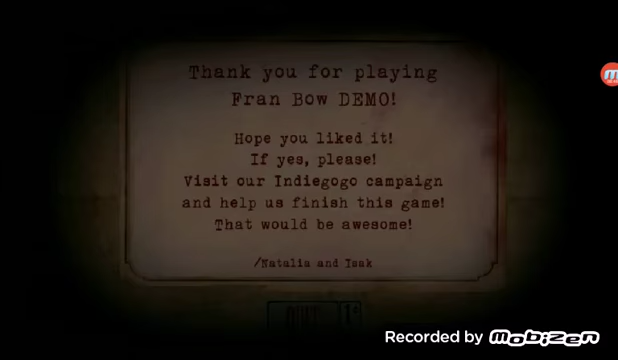 Thank you for playing
Fran Bow DEMO!
Hope you liked it!
If yes, please!
Visit our Indiegogo campaign
and help us finish this game!
That would be awesome!
/Natalia and Isak
QUIT
Recorded by Mobizen